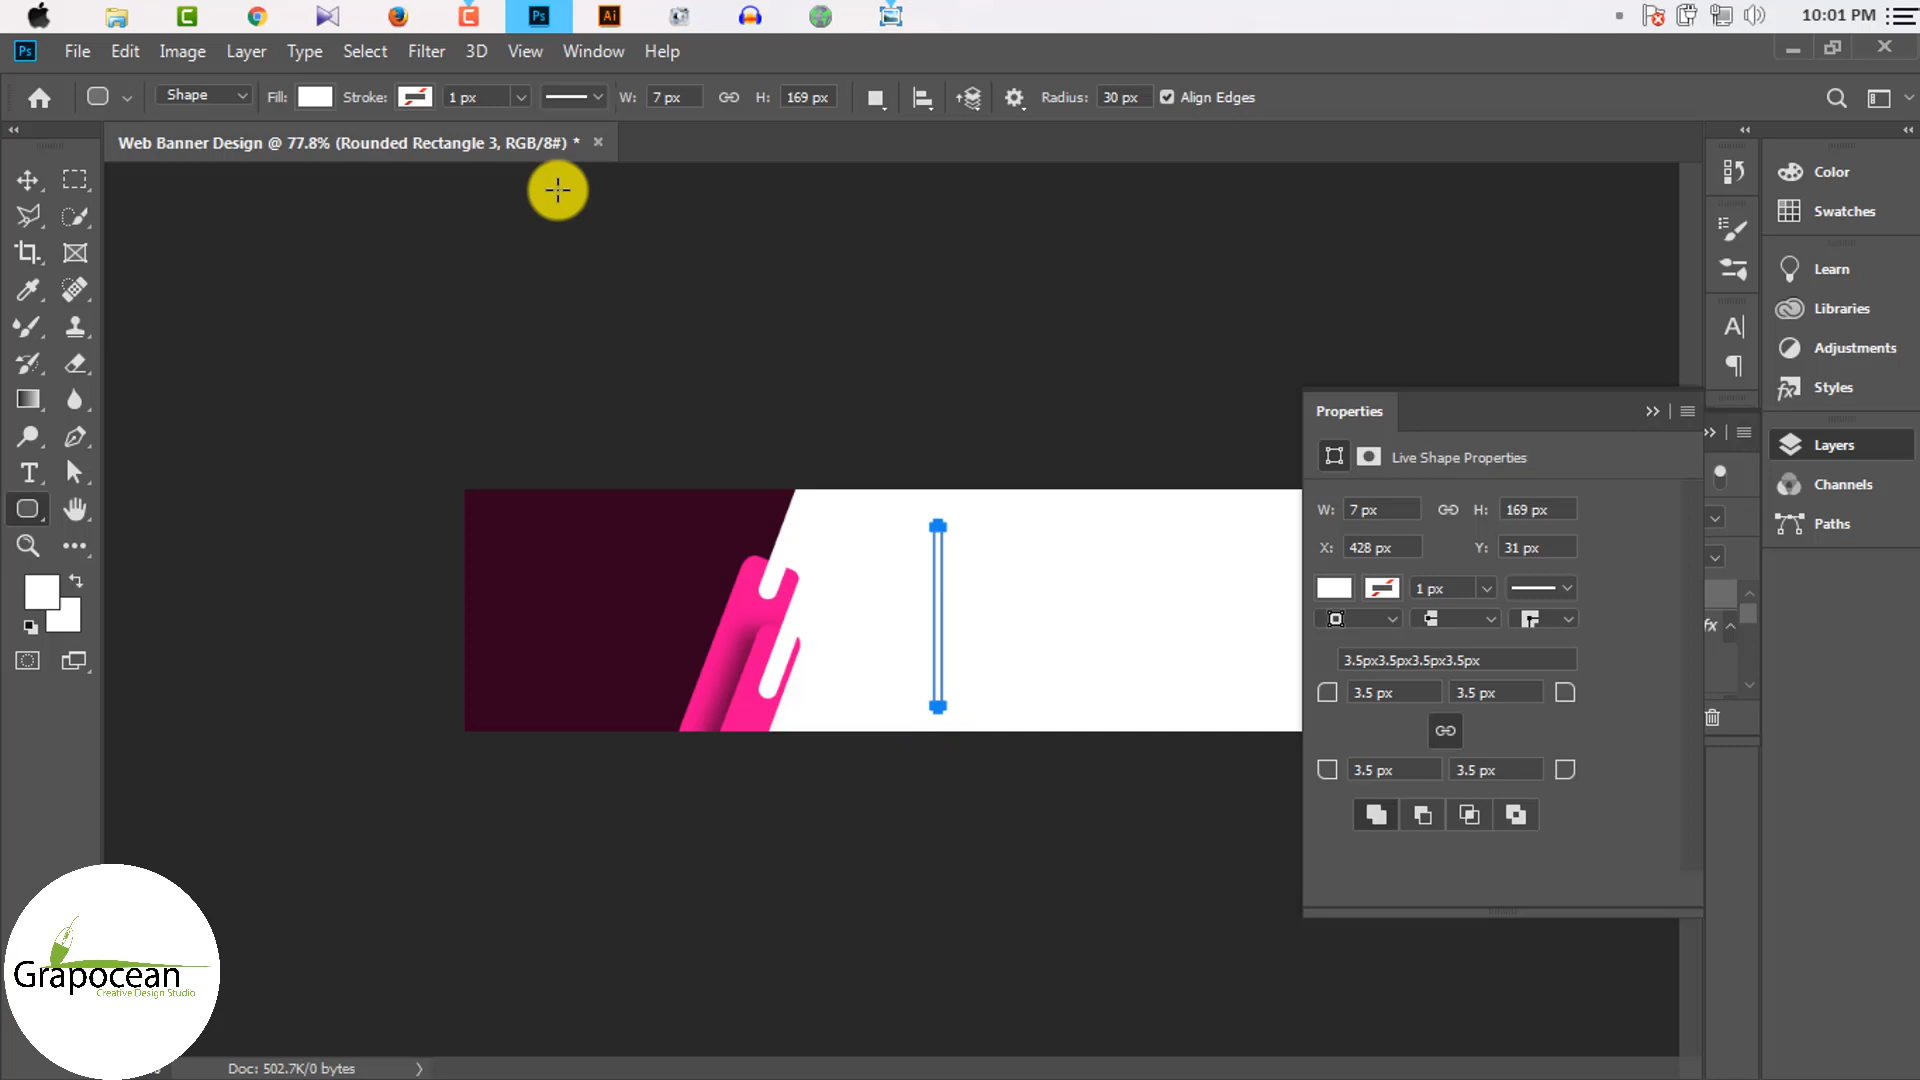 Ps
Ai
10:01 PM
Ps
File
Edit
Image
Layer
Type
Select
Filter
3D
View
Window
Help
Shape
Fill:
Stroke:
1 px
W:
7 px
H:
169 px
Radius:
30 px
Align Edges
Web Banner Design @ 77.8% (Rounded Rectangle 3, RGB/8#) *
Color
Swatches
Learn
Libraries
Adjustments
Styles
Layers
Channels
Paths
Properties
Live Shape Properties
W:
7 px
H:
169 px
X:
428 px
Y:
31 px
1 px
3.5px3.5px3.5px3.5px
3.5 px
3.5 px
3.5 px
3.5 px
fx
Grapocean
Creative Design Studio
Doc: 502.7K/0 bytes